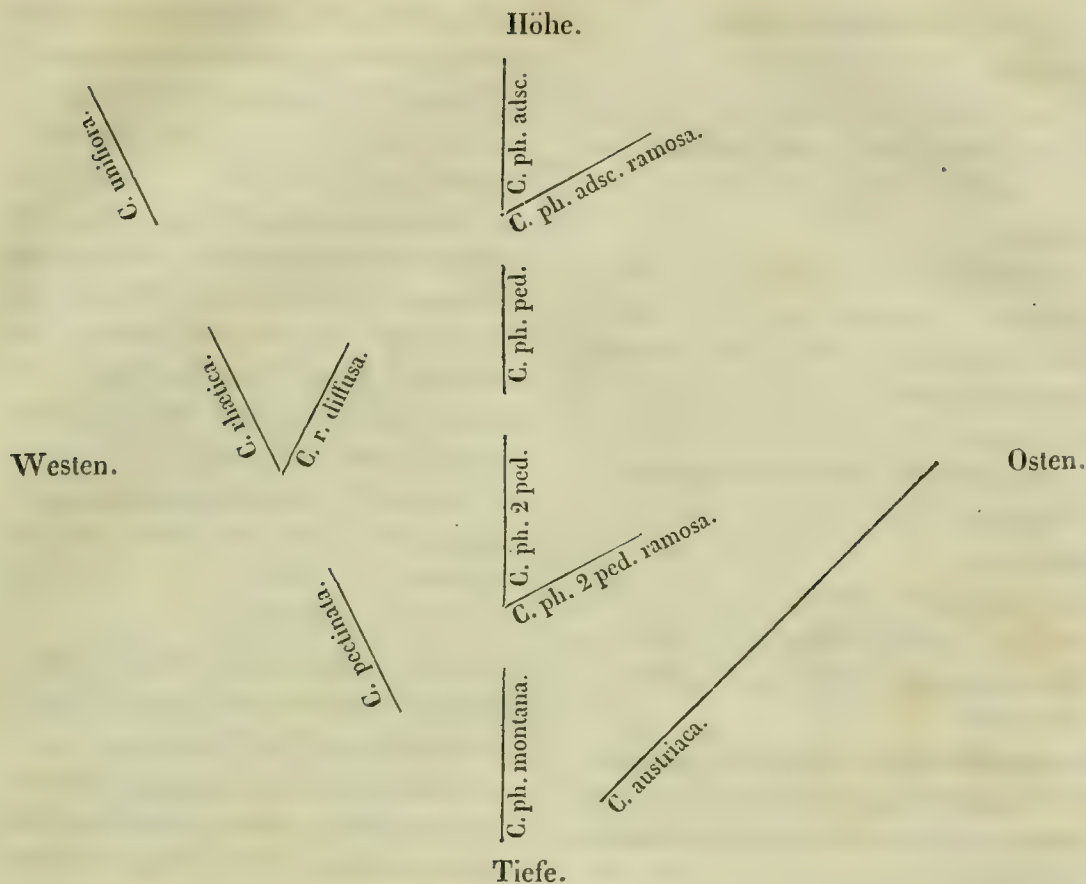 Höhe.
C. uniflora.
C. ph. adsc.
C. ph. adsc. ramosa.
C. ph. ped.
C. rhætica.
C. r. diffusa.
Westen.
Osten.
C. ph. 2 ped.
C. ph. 2 ped. ramosa.
C. pectinata.
C. ph. montana.
C. austriaca.
Tiefe.